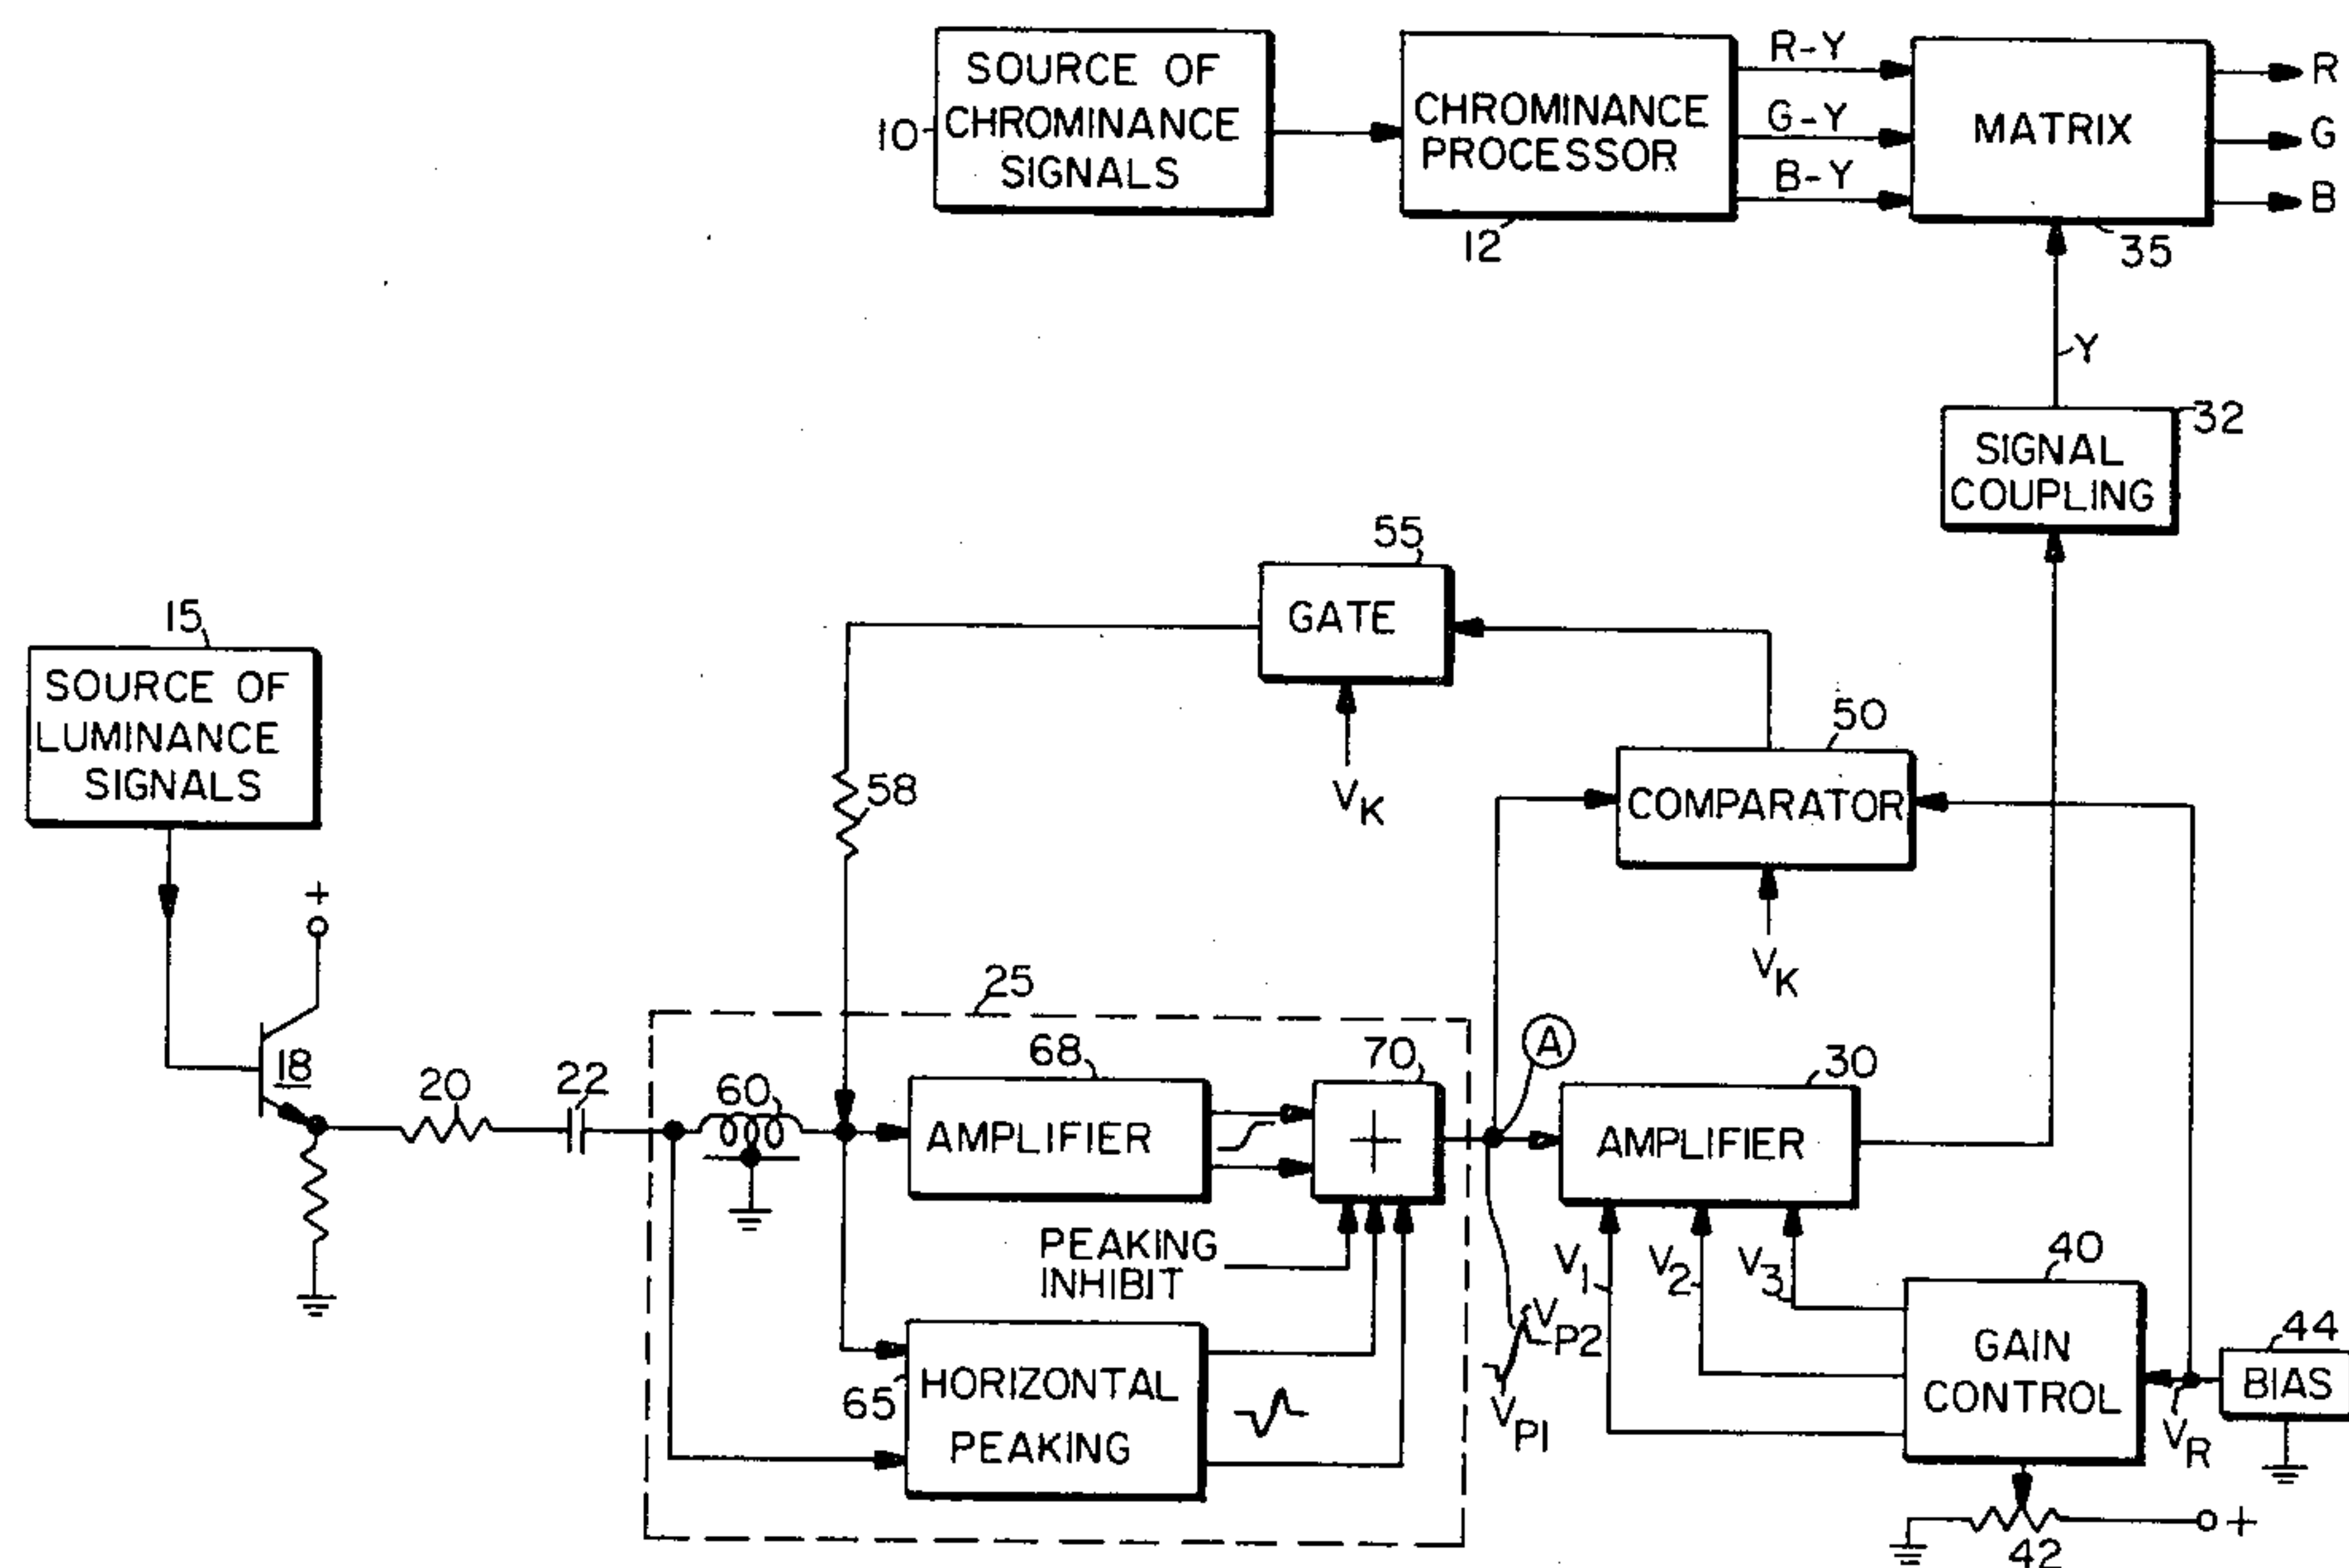 SOURCE OF
CHROMINANCE
SIGNALS
10
CHROMINANCE
PROCESSOR
12
R-Y
G-Y
B-Y
MATRIX
35
R
G
B
Y
32
SIGNAL
COUPLING
55
GATE
VK
15
SOURCE OF
LUMINANCE
SIGNALS
58
50
COMPARATOR
VK
+
18
20
22
25
60
68
AMPLIFIER
70
+
A
30
AMPLIFIER
PEAKING
INHIBIT
V1
V2
V3
40
GAIN
CONTROL
44
BIAS
VR
VP2
VP1
65
HORIZONTAL
PEAKING
42
+